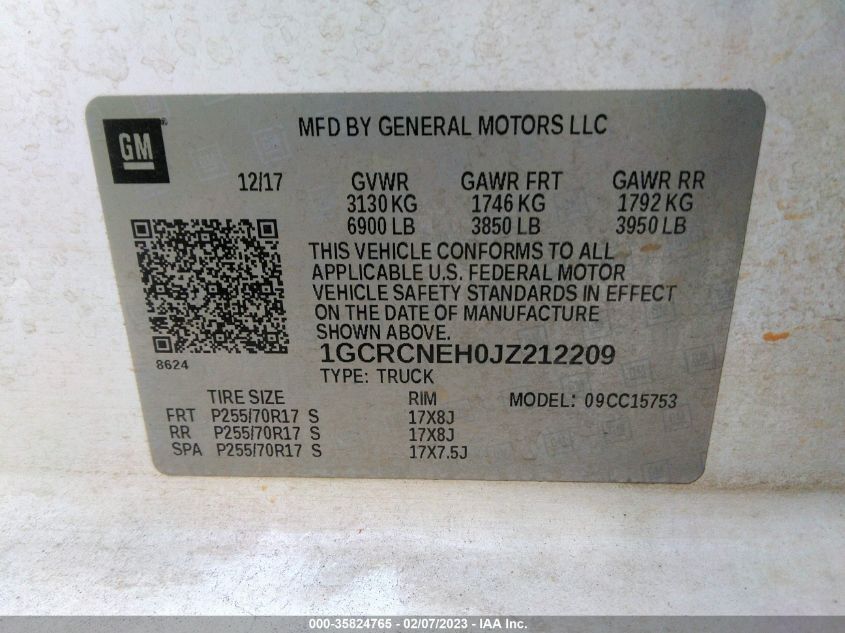 GM
MFD BY GENERAL MOTORS LLC
12/17 GVWR GAWR FRT GAWR RR
3130 KG 1746 KG 1792 KG
6900 LB 3850 LB 3950 LB
THIS VEHICLE CONFORMS TO ALL
APPLICABLE U.S. FEDERAL MOTOR
VEHICLE SAFETY STANDARDS IN EFFECT
ON THE DATE OF MANUFACTURE
SHOWN ABOVE.
8624
1GCRCNEH0JZ212209
TYPE: TRUCK
TIRE SIZE RIM MODEL: 09CC15753
FRT P255/70R17 S 17X8J
RR P255/70R17 S 17X8J
SPA P255/70R17 S 17X7.5J
000-35824765 - 02/07/2023 - IAA Inc.